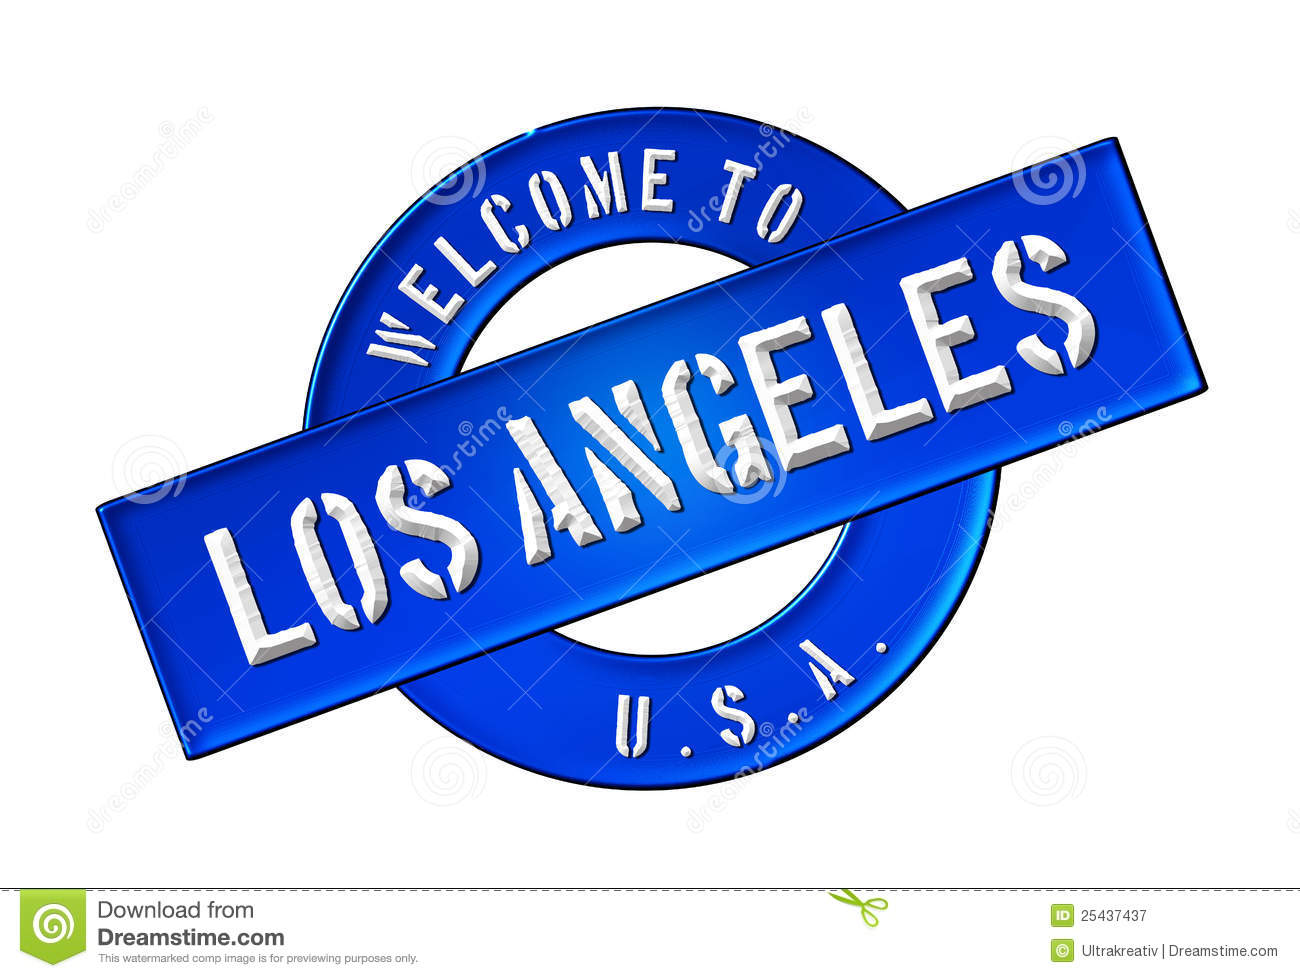 WELCOME TO
LOS ANGELES
U.S.A.
dreamstime
Download from
Dreamstime.com
This watermarked comp image is for previewing purposes only.
ID 25437437
© Ultrakreativ | Dreamstime.com